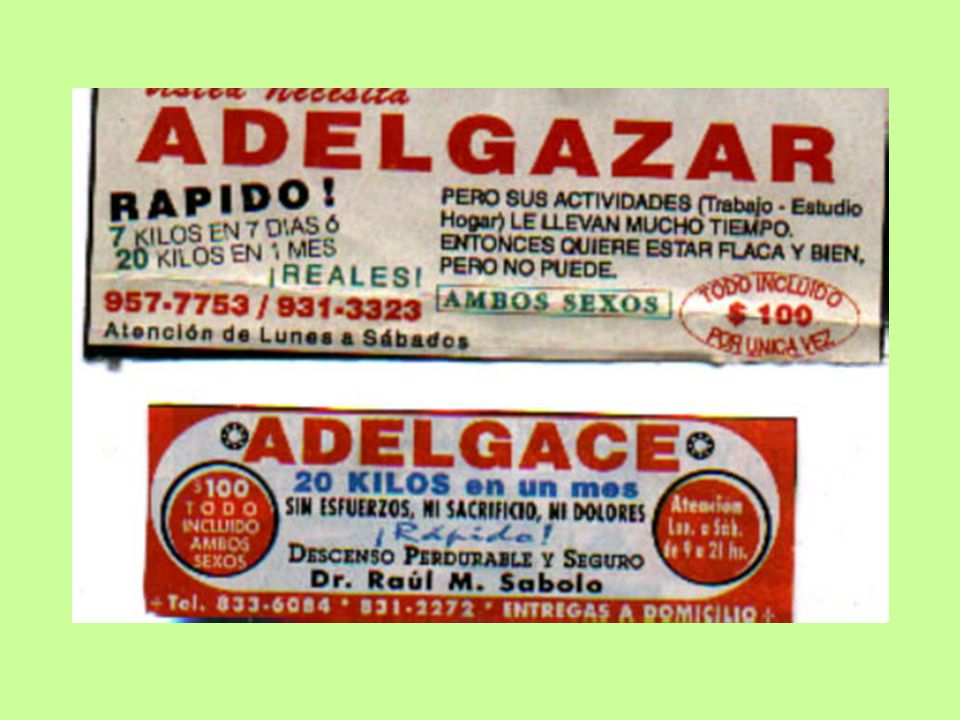 usted necesita
ADELGAZAR
RAPIDO!
7 KILOS EN 7 DIAS Ó
20 KILOS EN 1 MES
¡REALES!
957-7753 / 931-3323
Atención de Lunes a Sábados
PERO SUS ACTIVIDADES (Trabajo - Estudio
Hogar) LE LLEVAN MUCHO TIEMPO.
ENTONCES QUIERE ESTAR FLACA Y BIEN,
PERO NO PUEDE.
AMBOS SEXOS
TODO INCLUIDO
$ 100
POR UNICA VEZ
ADELGACE
20 KILOS en un mes
SIN ESFUERZOS, NI SACRIFICIO, NI DOLORES
¡Rápido!
DESCENSO PERDURABLE Y SEGURO
Dr. Raúl M. Sabolo
$100
TODO
INCLUIDO
AMBOS
SEXOS
Atención
Lun. a Sáb.
de 9 a 21 hs.
Tel. 833-6084 * 831-2272 * ENTREGAS A DOMICILIO